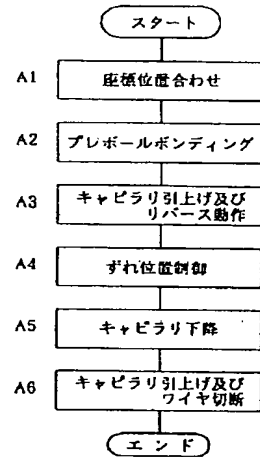 スタート
A1 座標位置合わせ
A2 プレボールボンディング
A3 キャピラリ引上げ及び
リバース動作
A4 ずれ位置制御
A5 キャピラリ下降
A6 キャピラリ引上げ及び
ワイヤ切断
エンド